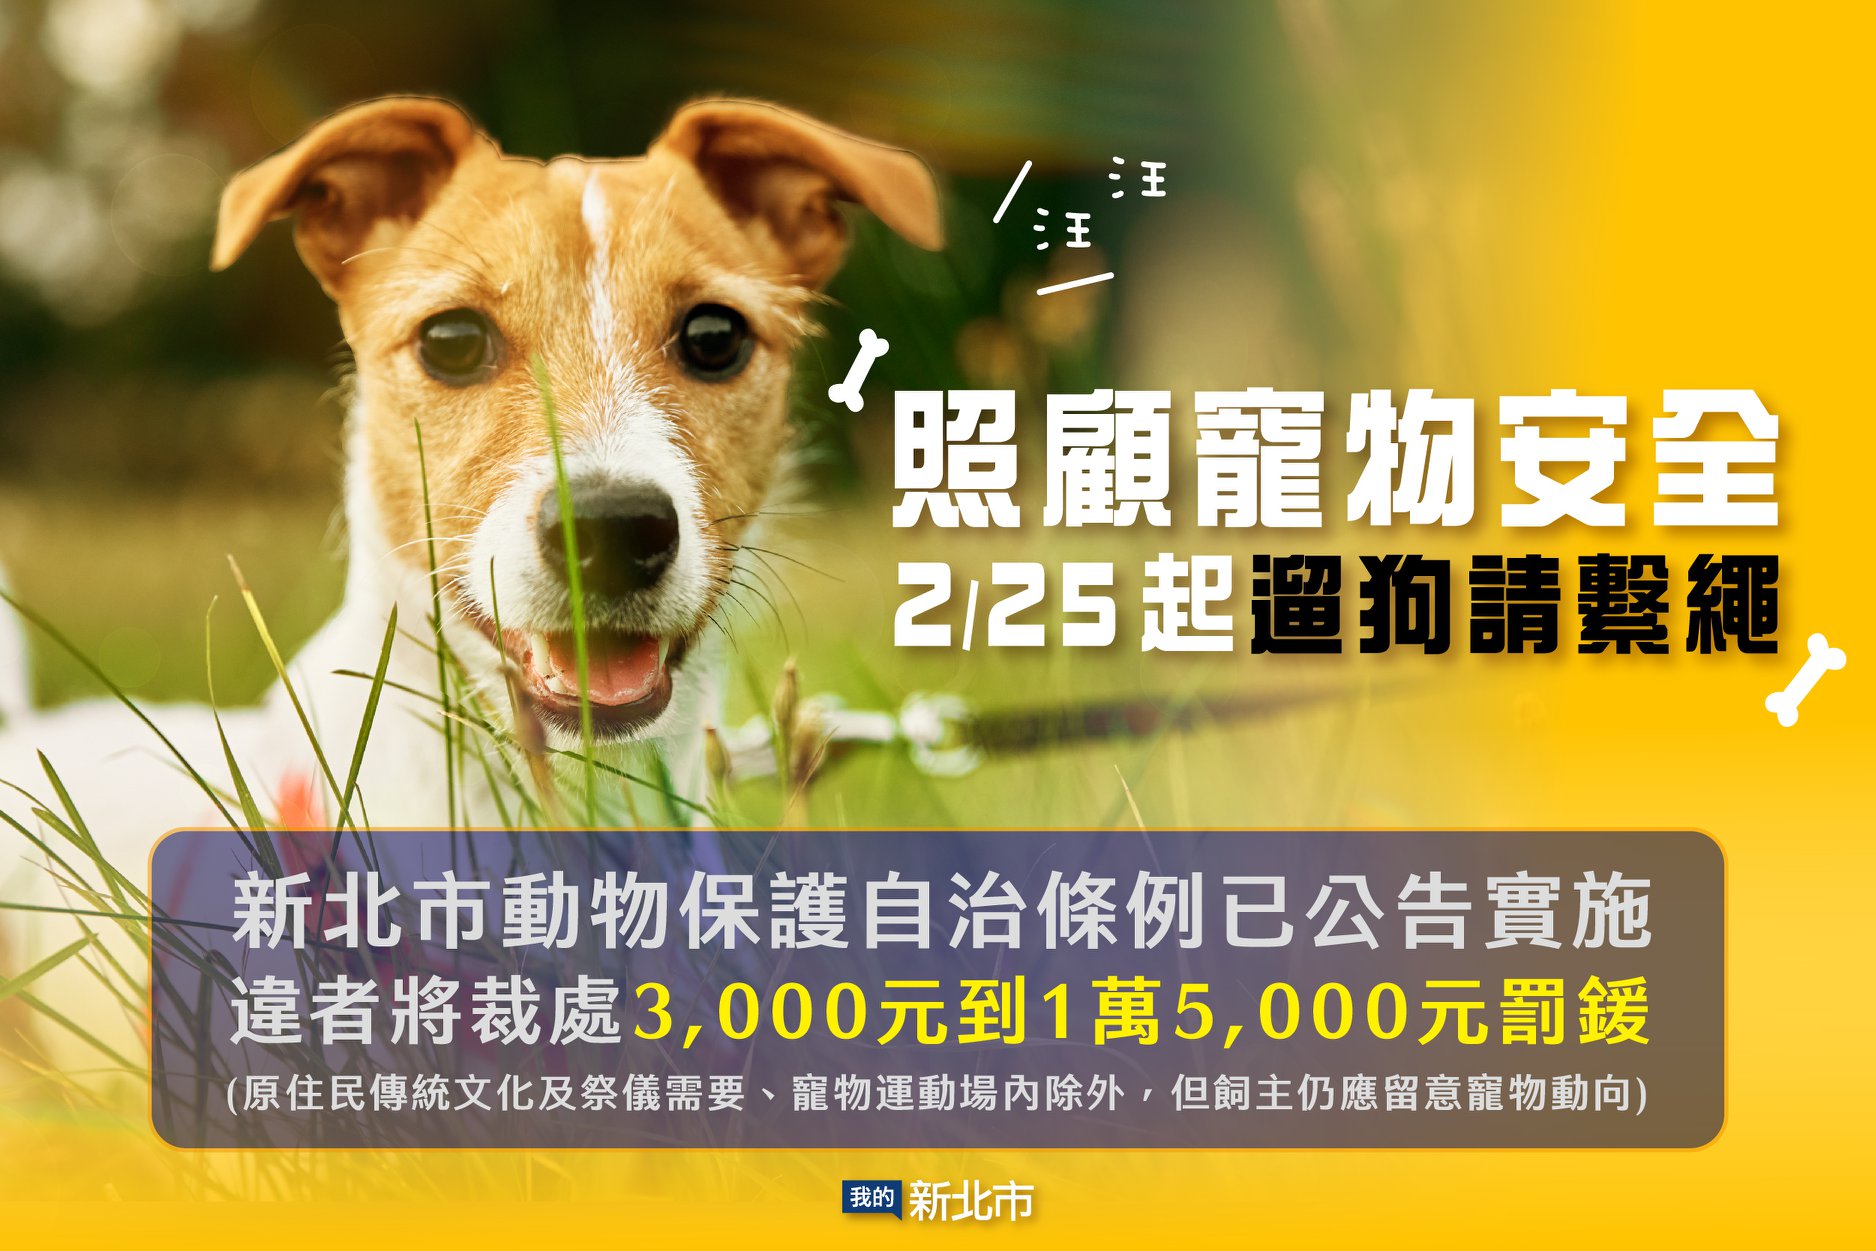 汪
汪
照顧寵物安全
2/25起遛狗請繫繩
新北市動物保護自治條例已公告實施
違者將裁處3,000元到1萬5,000元罰鍰
(原住民傳統文化及祭儀需要、寵物運動場內除外，但飼主仍應留意寵物動向)
我的 新北市